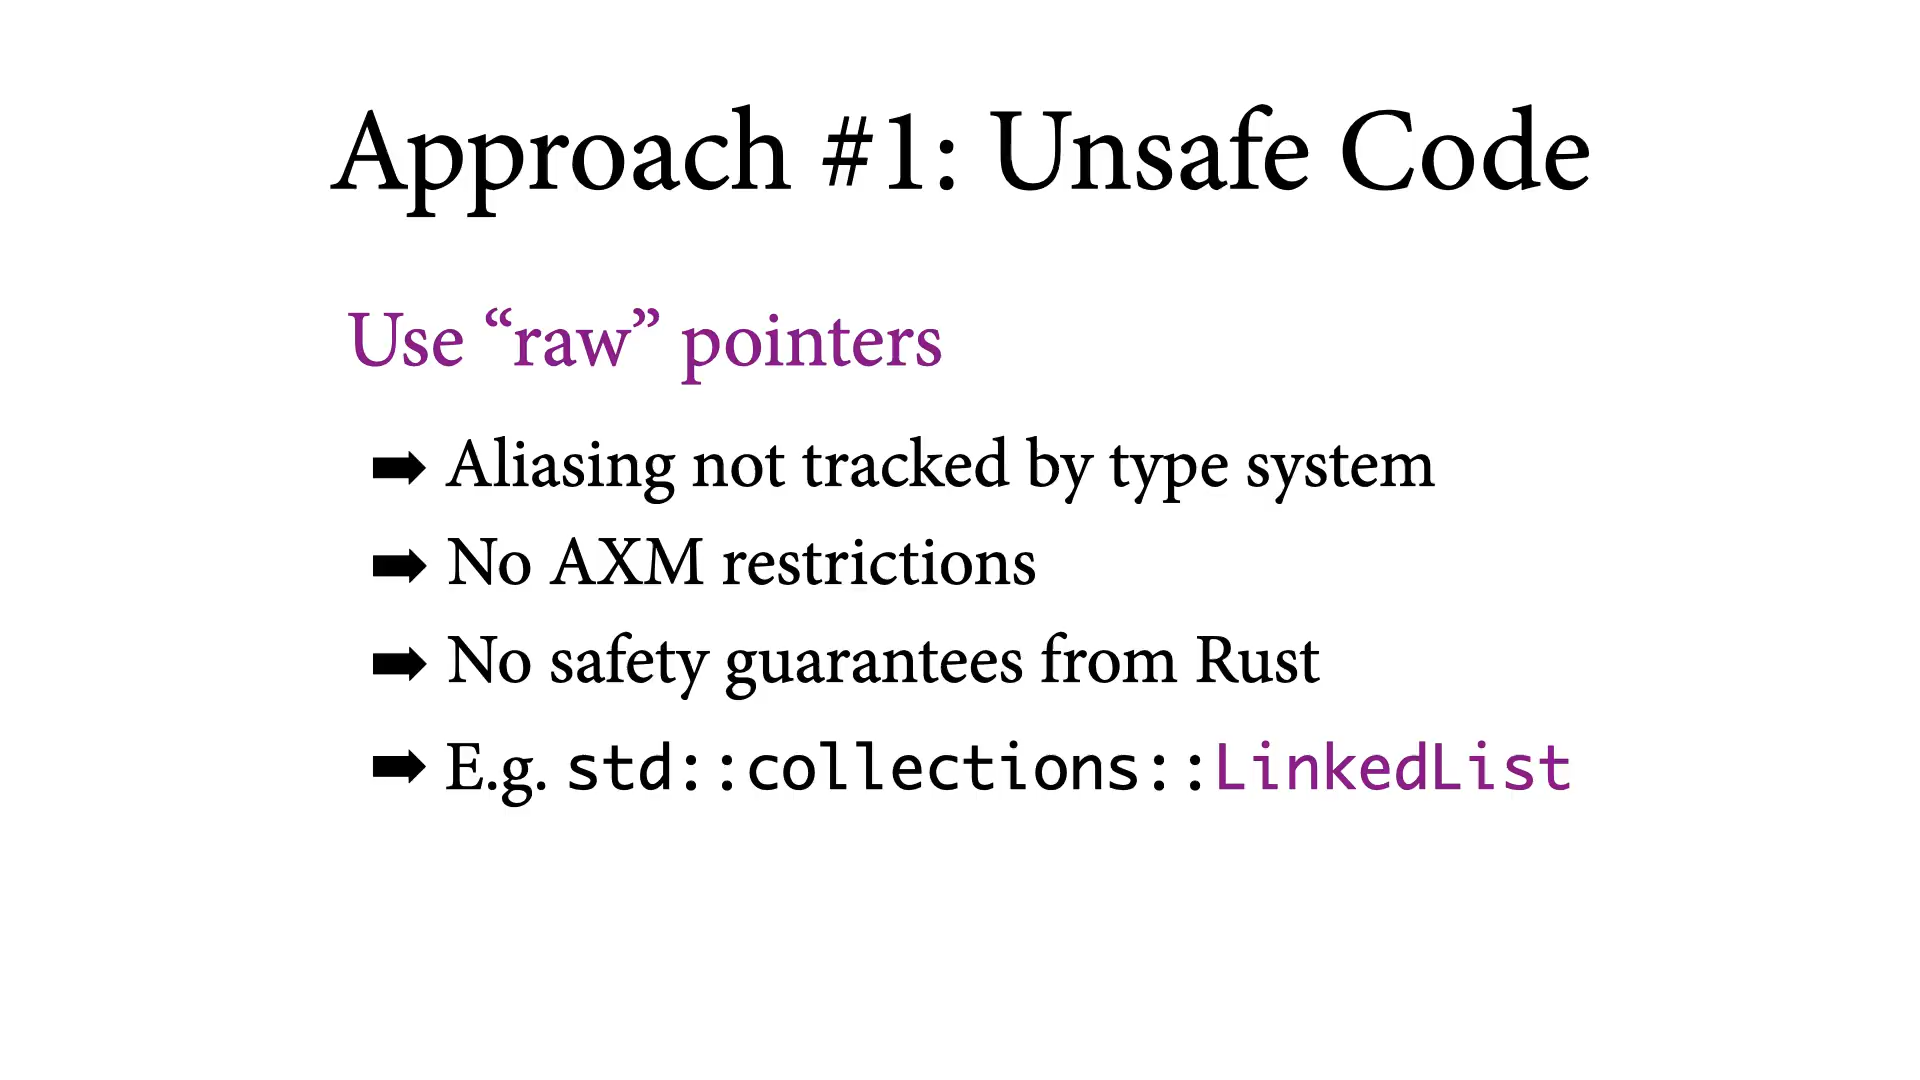 Approach #1: Unsafe Code
Use “raw” pointers
➡ Aliasing not tracked by type system
➡ No AXM restrictions
➡ No safety guarantees from Rust
➡ E.g. std::collections::LinkedList